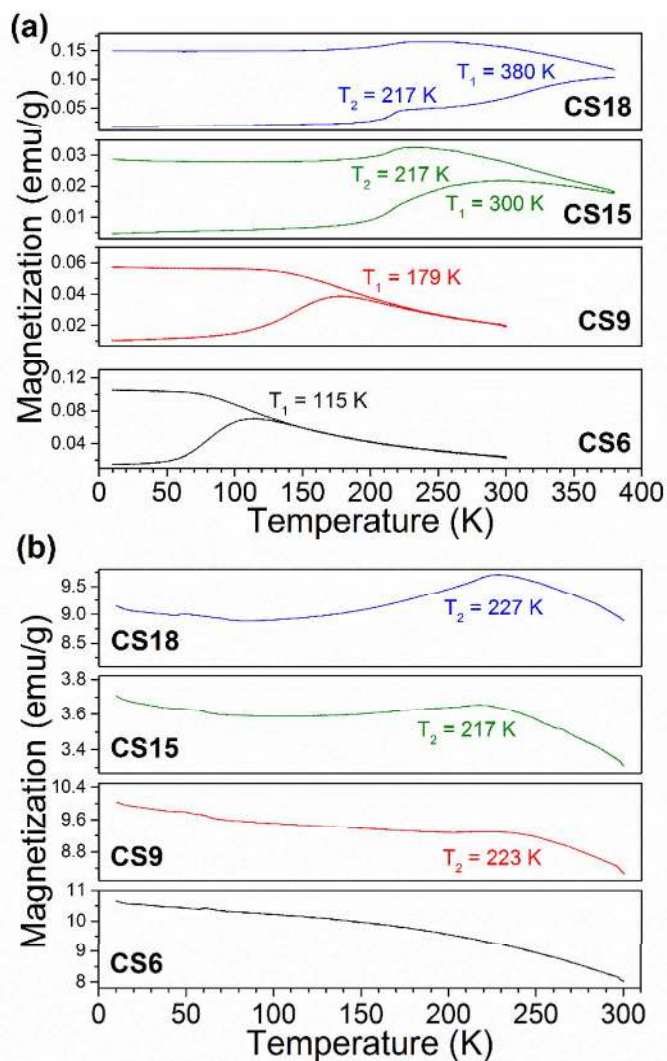 (a)
Magnetization (emu/g)
0.15
0.10
0.05
T₁ = 380 K
T₂ = 217 K
CS18
0.03
0.02
0.01
T₂ = 217 K
T₁ = 300 K
CS15
0.06
0.04
0.02
T₁ = 179 K
CS9
0.12
0.08
0.04
T₁ = 115 K
CS6
0 50 100 150 200 250 300 350 400
Temperature (K)
(b)
Magnetization (emu/g)
9.5
9.0
8.5
T₂ = 227 K
CS18
3.8
3.6
3.4
T₂ = 217 K
CS15
10.4
9.6
8.8
T₂ = 223 K
CS9
11
10
9
8
CS6
0 50 100 150 200 250 300
Temperature (K)